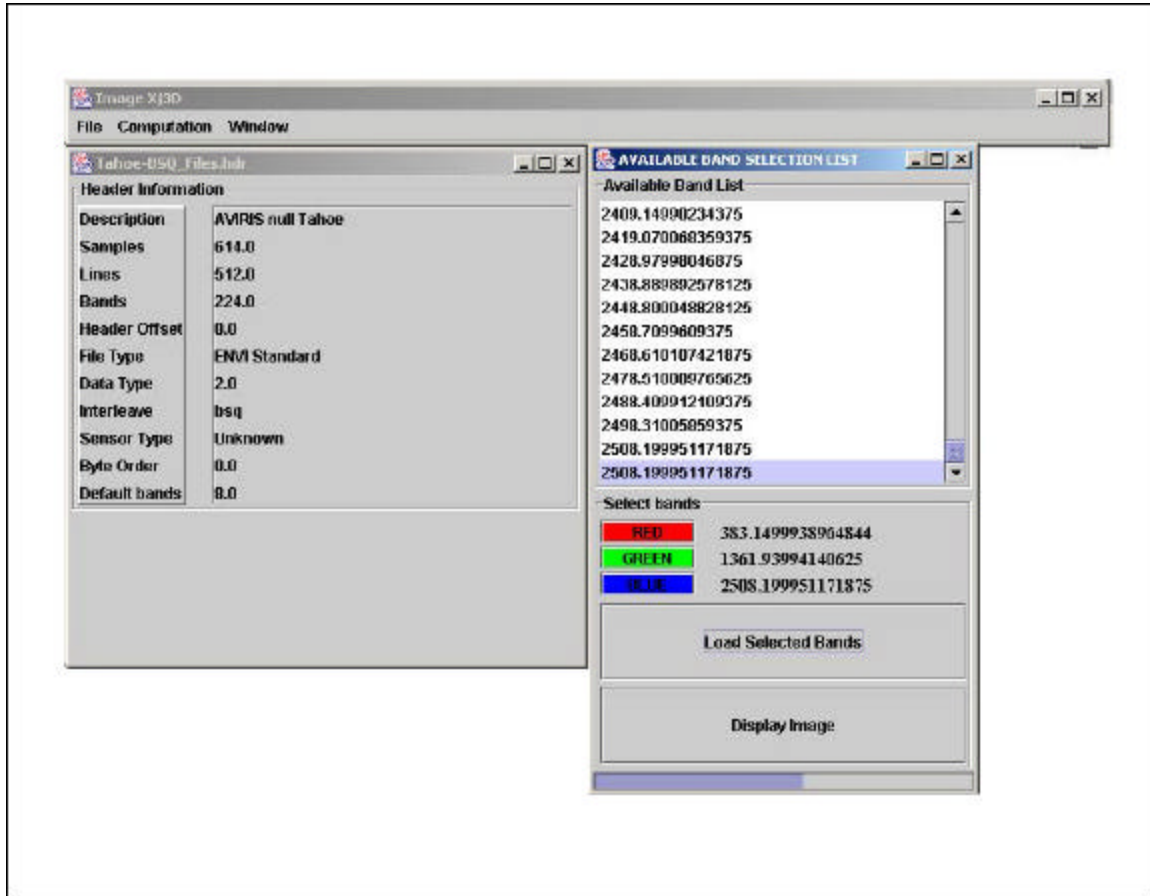 Image XJ3D
File Computation Window
Tahoe-BSQ_Files.hdr
Header Information
Description AVIRIS null Tahoe
Samples 614.0
Lines 512.0
Bands 224.0
Header Offset 0.0
File Type ENVI Standard
Data Type 2.0
Interleave bsq
Sensor Type Unknown
Byte Order 0.0
Default bands 8.0
AVAILABLE BAND SELECTION LIST
Available Band List
2409.14990234375
2419.070068359375
2428.97998046875
2438.889892578125
2448.800048828125
2458.7099609375
2468.610107421875
2478.510009765625
2488.409912109375
2498.31005859375
2508.199951171875
2508.199951171875
Select bands
RED 383.1499938964844
GREEN 1361.93994140625
BLUE 2508.199951171875
Load Selected Bands
Display Image